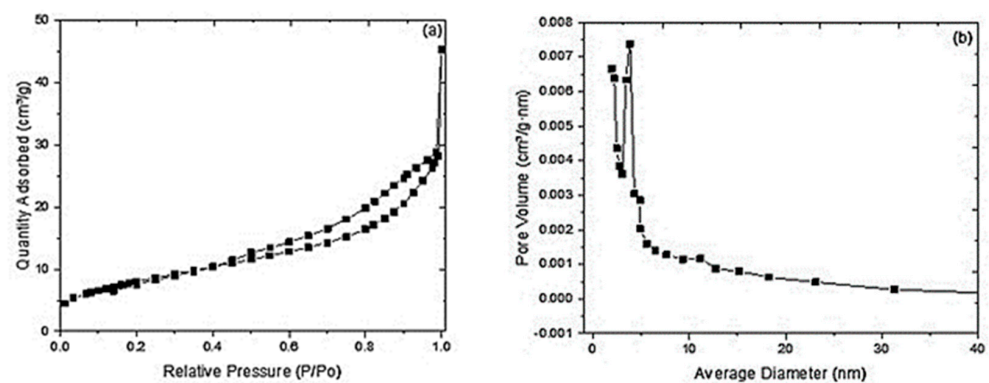 (a)
50
40
30
20
10
0
Quantity Adsorbed (cm³/g)
0.0 0.2 0.4 0.6 0.8 1.0
Relative Pressure (P/Po)
(b)
0.008
0.007
0.006
0.005
0.004
0.003
0.002
0.001
0.000
-0.001
Pore Volume (cm³/g·nm)
0 10 20 30 40
Average Diameter (nm)